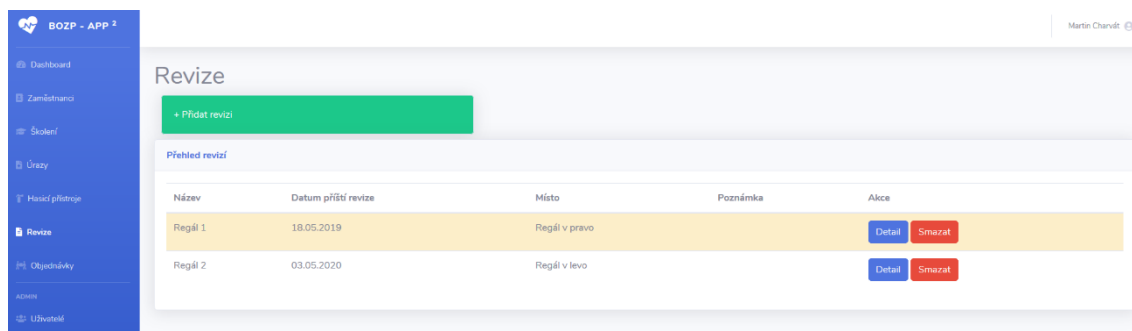 BOZP - APP 2
Martin Charvát
Dashboard
Zaměstnanci
Školení
Úrazy
Hasicí přístroje
Revize
Objednávky
ADMIN
Uživatelé
Revize
+ Přidat revizi
Přehled revizí
Název Datum příští revize Místo Poznámka Akce
Regál 1 18.05.2019 Regál v pravo Detail Smazat
Regál 2 03.05.2020 Regál v levo Detail Smazat